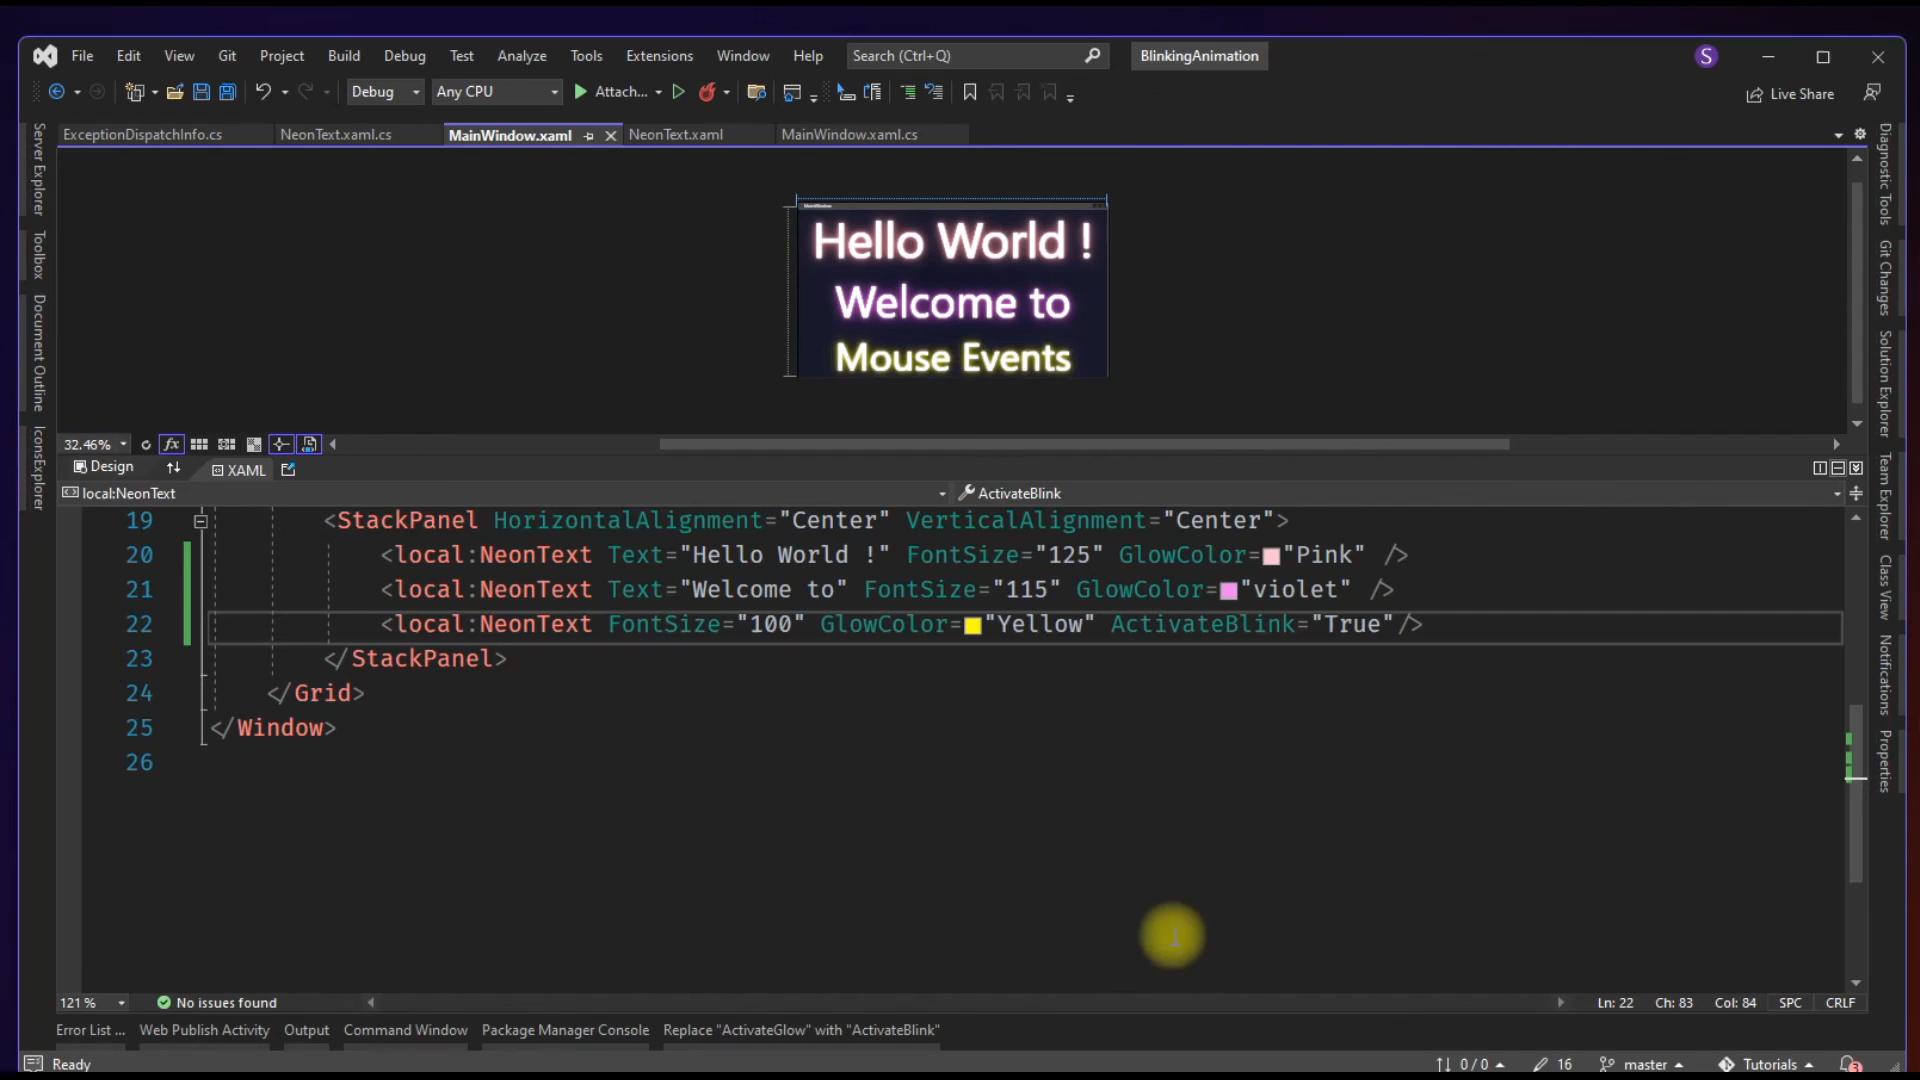 File Edit View Git Project Build Debug Test Analyze Tools Extensions Window Help Search (Ctrl+Q) BlinkingAnimation S
Debug Any CPU Attach... Live Share
ExceptionDispatchInfo.cs NeonText.xaml.cs MainWindow.xaml NeonText.xaml MainWindow.xaml.cs
Server Explorer
Toolbox
Document Outline
IconsExplorer
MainWindow
Hello World !
Welcome to
Mouse Events
Diagnostic Tools
Git Changes
Solution Explorer
Team Explorer
Class View
Notifications
Properties
32.46% fx
Design XAML
local:NeonText ActivateBlink
19 <StackPanel HorizontalAlignment="Center" VerticalAlignment="Center">
20 <local:NeonText Text="Hello World !" FontSize="125" GlowColor="Pink" />
21 <local:NeonText Text="Welcome to" FontSize="115" GlowColor="violet" />
22 <local:NeonText FontSize="100" GlowColor="Yellow" ActivateBlink="True"/>
23 </StackPanel>
24 </Grid>
25 </Window>
26
121 % No issues found Ln: 22 Ch: 83 Col: 84 SPC CRLF
Error List ... Web Publish Activity Output Command Window Package Manager Console Replace "ActivateGlow" with "ActivateBlink"
Ready 0 / 0 16 master Tutorials 3